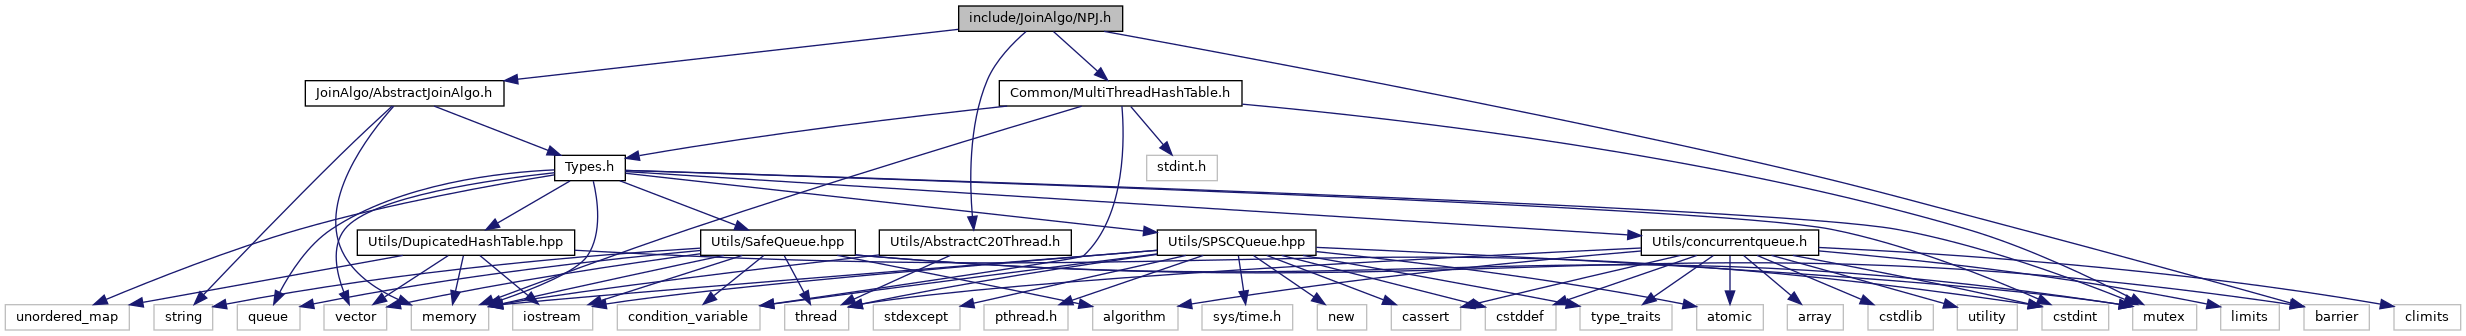 include/JoinAlgo/NPJ.h
JoinAlgo/AbstractJoinAlgo.h
Common/MultiThreadHashTable.h
Types.h
stdint.h
Utils/DupicatedHashTable.hpp
Utils/SafeQueue.hpp
Utils/AbstractC20Thread.h
Utils/SPSCQueue.hpp
Utils/concurrentqueue.h
unordered_map
string
queue
vector
memory
iostream
condition_variable
thread
stdexcept
pthread.h
algorithm
sys/time.h
new
cassert
cstddef
type_traits
atomic
array
cstdlib
utility
cstdint
mutex
limits
barrier
climits